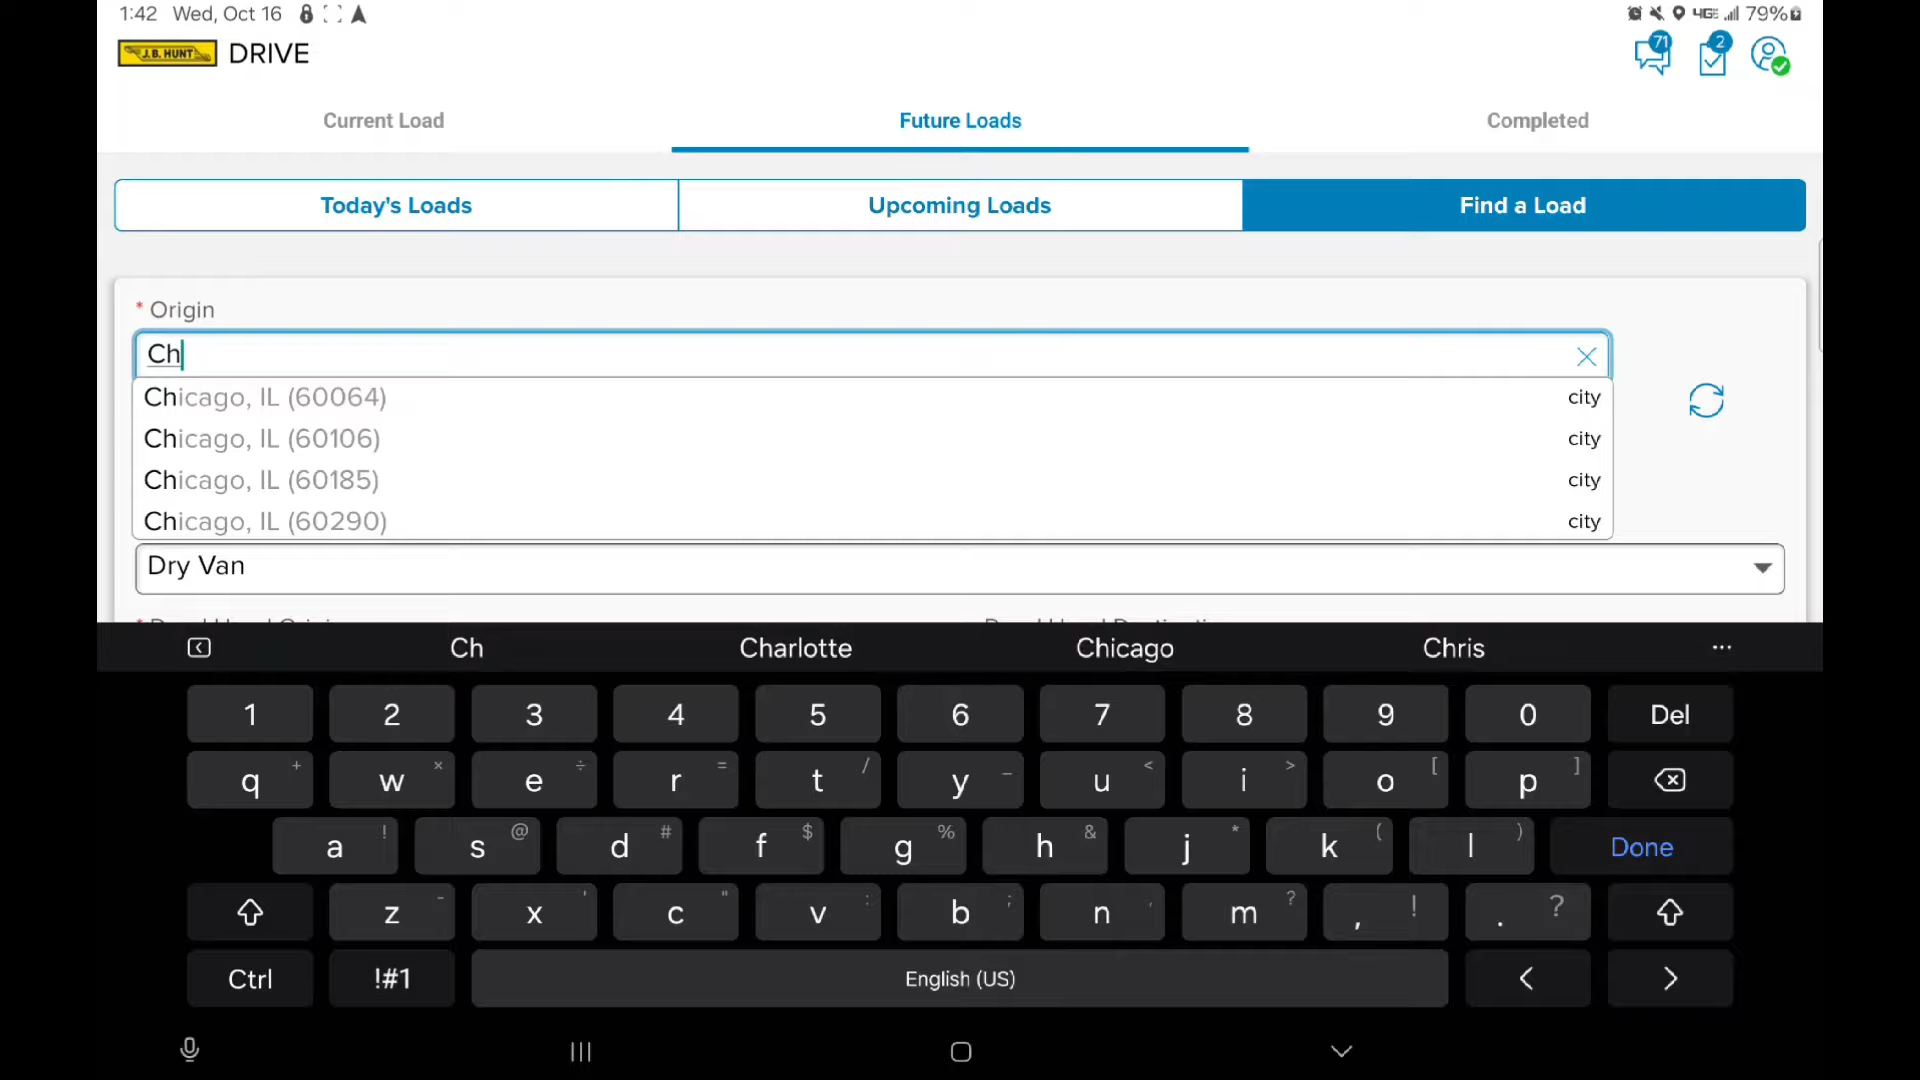 1:42 Wed, Oct 16
4GE 79%
J.B. HUNT DRIVE
71
2
Current Load Future Loads Completed
Today's Loads Upcoming Loads Find a Load
* Origin
Ch
Chicago, IL (60064) city
Chicago, IL (60106) city
Chicago, IL (60185) city
Chicago, IL (60290) city
Dry Van
Ch Charlotte Chicago Chris ...
1 2 3 4 5 6 7 8 9 0 Del
q + w × e ÷ r = t / y _ u < i > o [ p ]
a ! s @ d # f $ g % h & j * k ( l ) Done
z - x ' c " v : b ; n , m ? , ! . ?
Ctrl !#1 English (US) < >